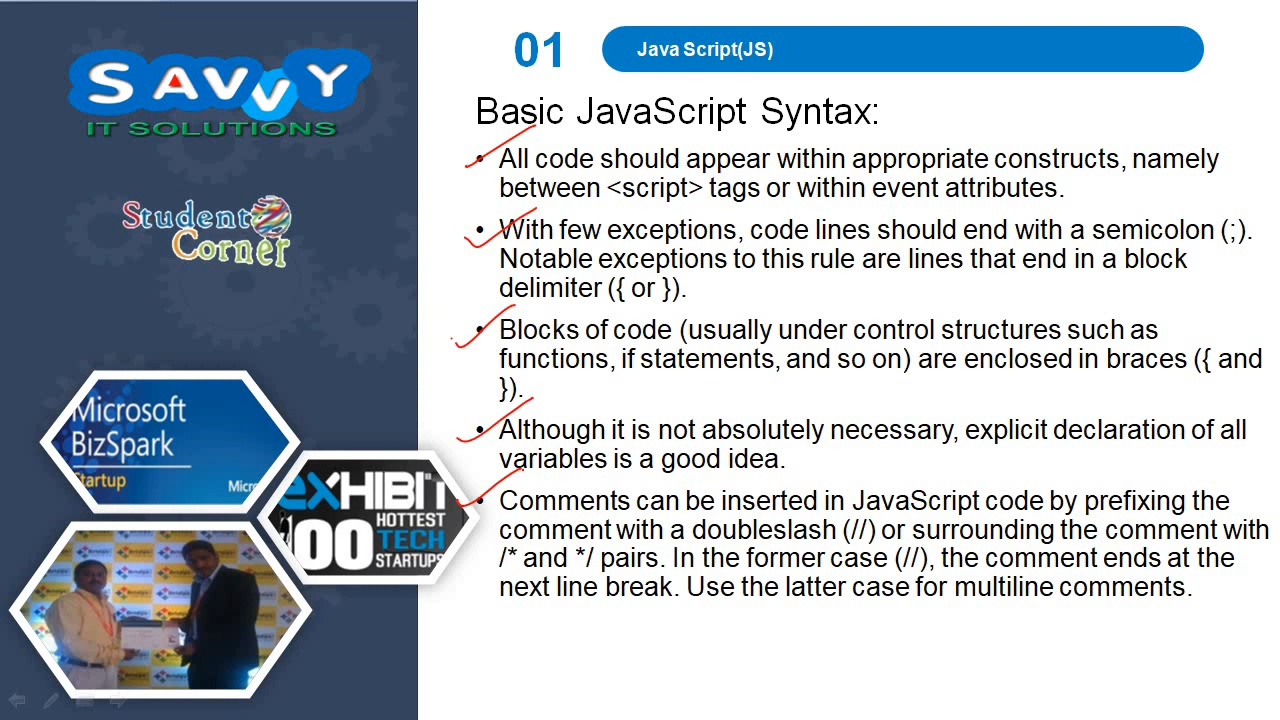 SAVVY
IT SOLUTIONS
Student
Corner
Microsoft
BizSpark
Startup
Micr
eXHIBIT
100
HOTTEST
TECH
STARTUPS
01
Java Script(JS)
Basic JavaScript Syntax:
• All code should appear within appropriate constructs, namely
between <script> tags or within event attributes.
• With few exceptions, code lines should end with a semicolon (;).
Notable exceptions to this rule are lines that end in a block
delimiter ({ or }).
• Blocks of code (usually under control structures such as
functions, if statements, and so on) are enclosed in braces ({ and
}).
• Although it is not absolutely necessary, explicit declaration of all
variables is a good idea.
• Comments can be inserted in JavaScript code by prefixing the
comment with a doubleslash (//) or surrounding the comment with
/* and */ pairs. In the former case (//), the comment ends at the
next line break. Use the latter case for multiline comments.